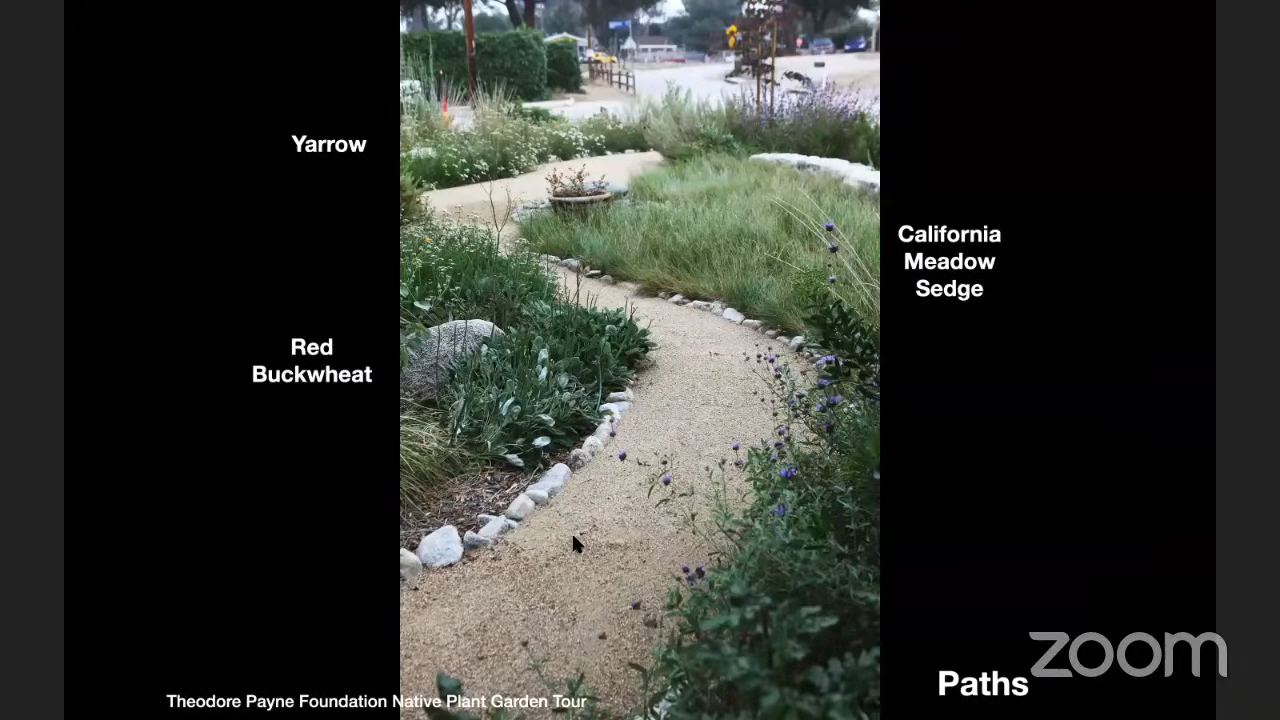 Yarrow
California
Meadow
Sedge
Red
Buckwheat
Theodore Payne Foundation Native Plant Garden Tour
Paths
zoom